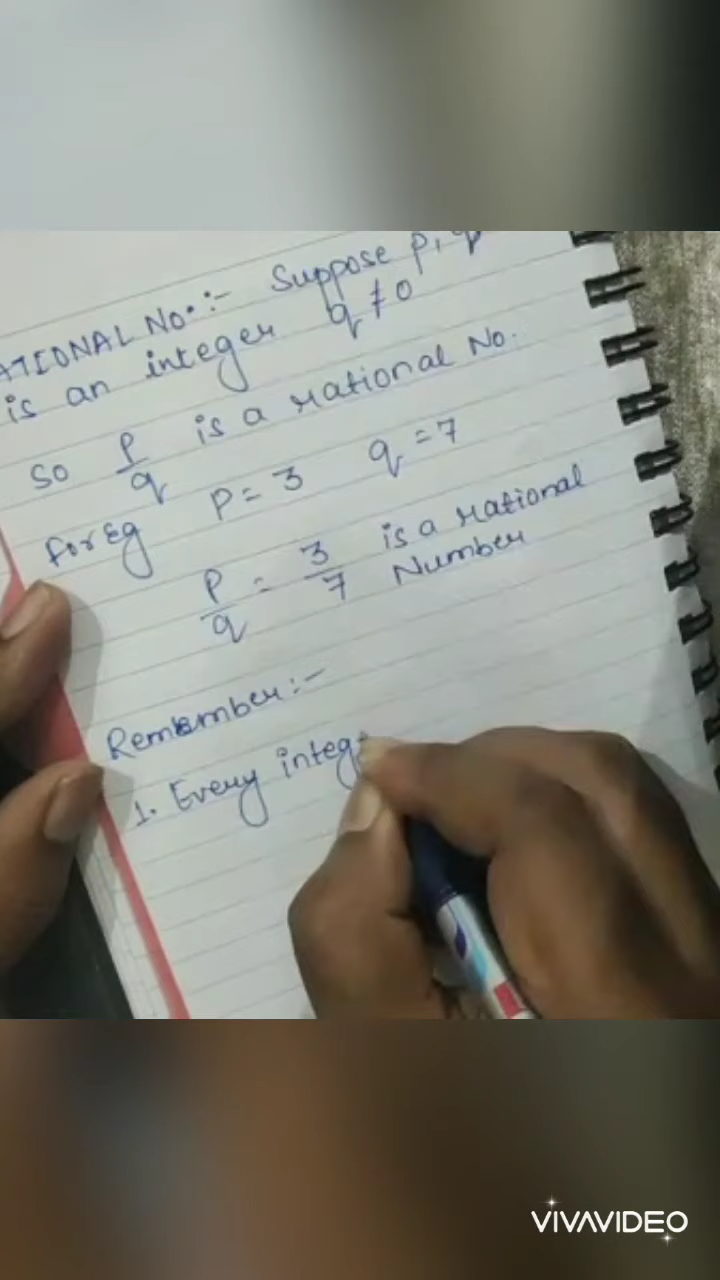 ATIONAL No.:- Suppose P, q
is an integer q ≠ 0
So P/q is a rational No.
For Eg P = 3 q = 7
P/q = 3/7 is a rational
Number
Remember:-
1. Every integ
VIVAVIDEO